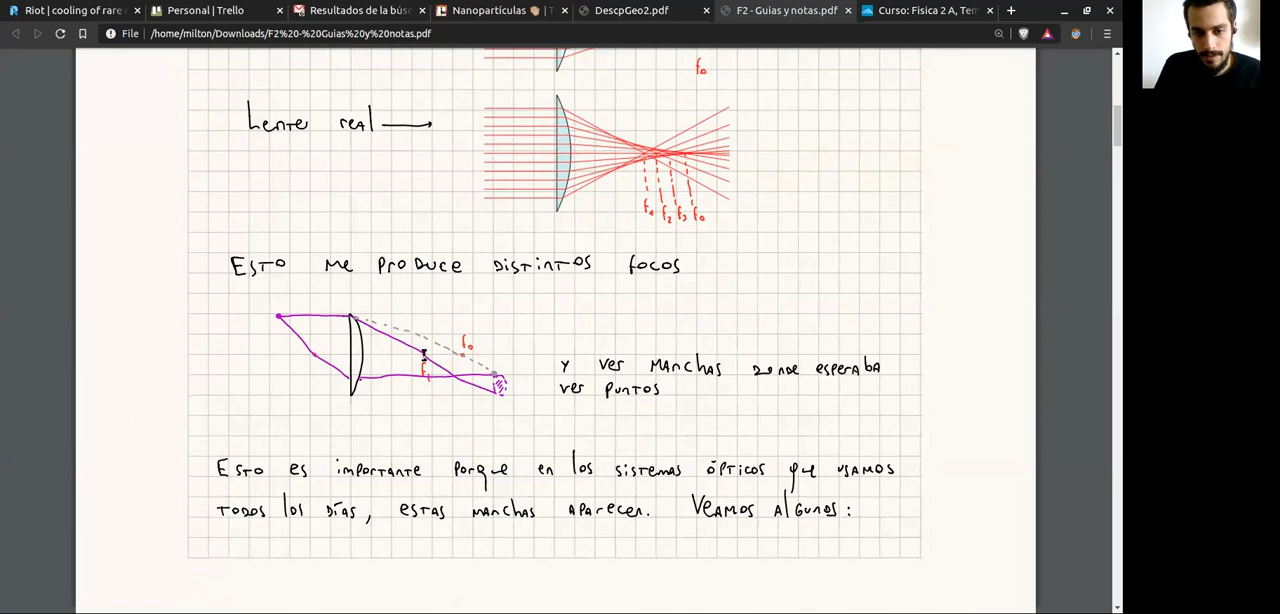 Riot | cooling of rare e
Personal | Trello
Resultados de la bús
Nanopartículas 👋🏼 | T
DescpGeo2.pdf
F2 - Guias y notas.pdf
Curso: Fisica 2 A, Tem
File | /home/milton/Downloads/F2%20-%20Guias%20y%20notas.pdf
f₀
Lente real
f₁ f₂ f₃ f₀
Esto me produce distintos focos
f₀
f₁
y ver manchas donde esperaba
ver puntos
Esto es importante porque en los sistemas ópticos que usamos
todos los días, estas manchas aparecen. Veamos algunos: